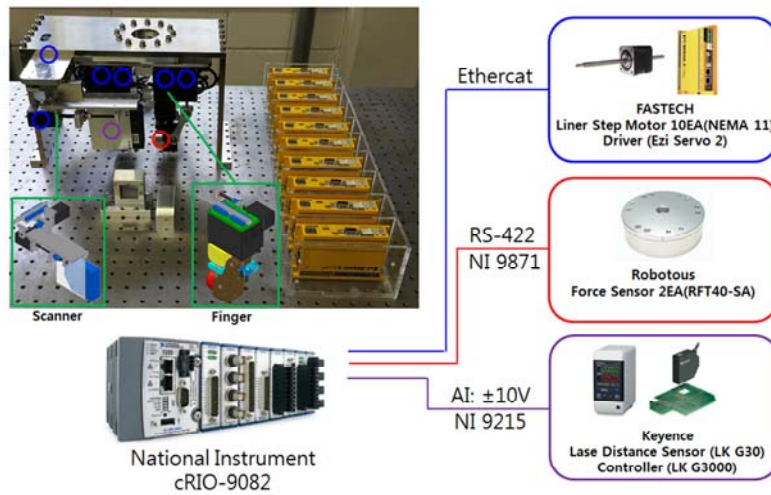 Ethercat
FASTECH
Liner Step Motor 10EA(NEMA 11)
Driver (Ezi Servo 2)
RS-422
NI 9871
Robotous
Force Sensor 2EA(RFT40-SA)
Scanner
Finger
AI: ±10V
NI 9215
Keyence
Lase Distance Sensor (LK G30)
Controller (LK G3000)
National Instrument
cRIO-9082